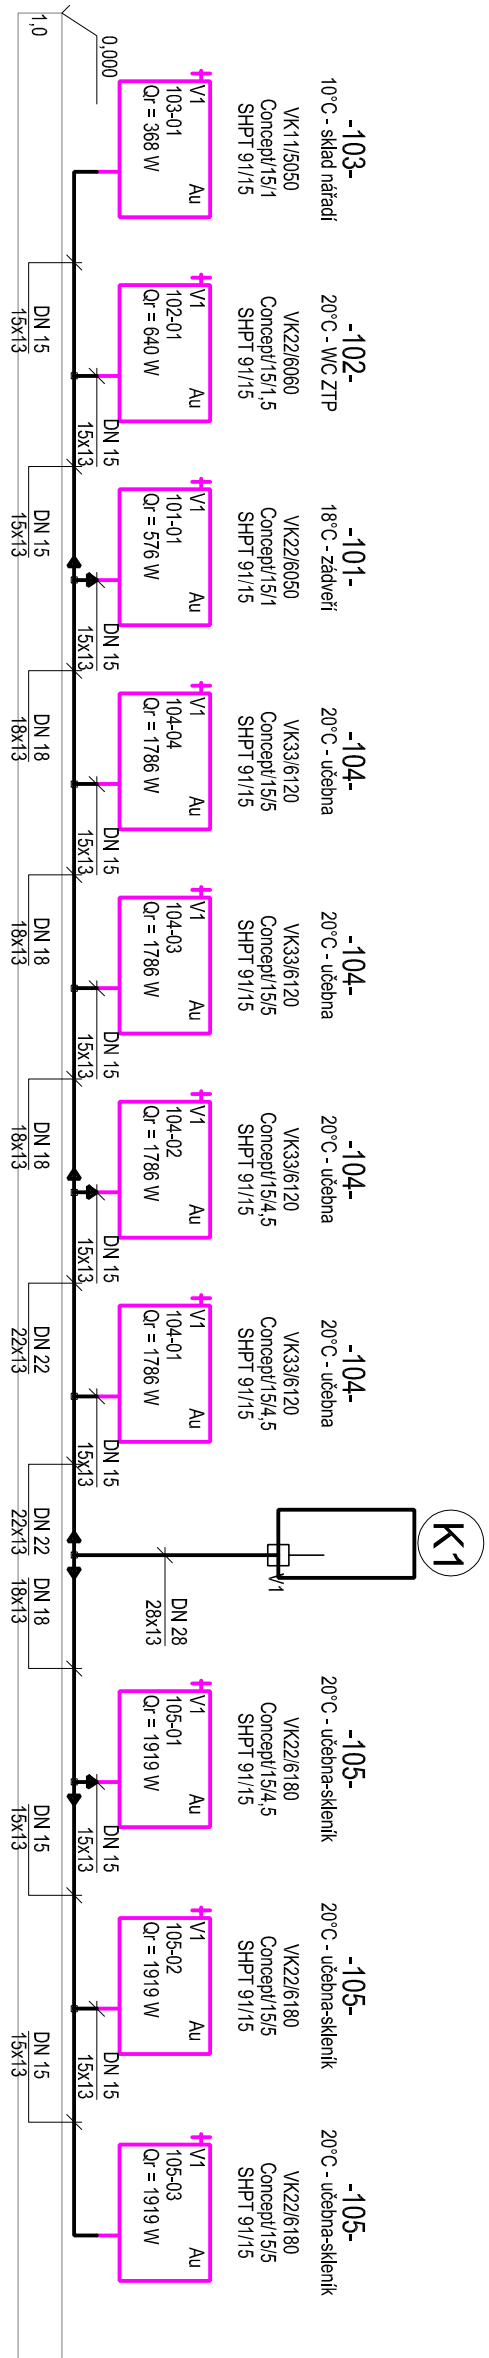 -103-
10°C - sklad nářadí
VK11/5050
Concept/15/1
SHPT 91/15
V1
Au
103-01
Qr = 368 W
-102-
20°C - WC ZTP
VK22/6060
Concept/15/1,5
SHPT 91/15
V1
Au
102-01
Qr = 640 W
-101-
18°C - zádveří
VK22/6050
Concept/15/1
SHPT 91/15
V1
Au
101-01
Qr = 576 W
-104-
20°C - učebna
VK33/6120
Concept/15/5
SHPT 91/15
V1
Au
104-04
Qr = 1786 W
-104-
20°C - učebna
VK33/6120
Concept/15/5
SHPT 91/15
V1
Au
104-03
Qr = 1786 W
-104-
20°C - učebna
VK33/6120
Concept/15/4,5
SHPT 91/15
V1
Au
104-02
Qr = 1786 W
-104-
20°C - učebna
VK33/6120
Concept/15/4,5
SHPT 91/15
V1
Au
104-01
Qr = 1786 W
K1
V1
DN 28
28x13
-105-
20°C - učebna-skleník
VK22/6180
Concept/15/4,5
SHPT 91/15
V1
Au
105-01
Qr = 1919 W
-105-
20°C - učebna-skleník
VK22/6180
Concept/15/5
SHPT 91/15
V1
Au
105-02
Qr = 1919 W
-105-
20°C - učebna-skleník
VK22/6180
Concept/15/5
SHPT 91/15
V1
Au
105-03
Qr = 1919 W
0,000
DN 15
15x13
DN 15
15x13
DN 15
15x13
DN 15
15x13
DN 15
15x13
DN 15
15x13
DN 15
15x13
DN 15
15x13
1,0
DN 15
15x13
DN 15
15x13
DN 18
18x13
DN 18
18x13
DN 18
18x13
DN 22
22x13
DN 22
22x13
DN 18
18x13
DN 15
15x13
DN 15
15x13